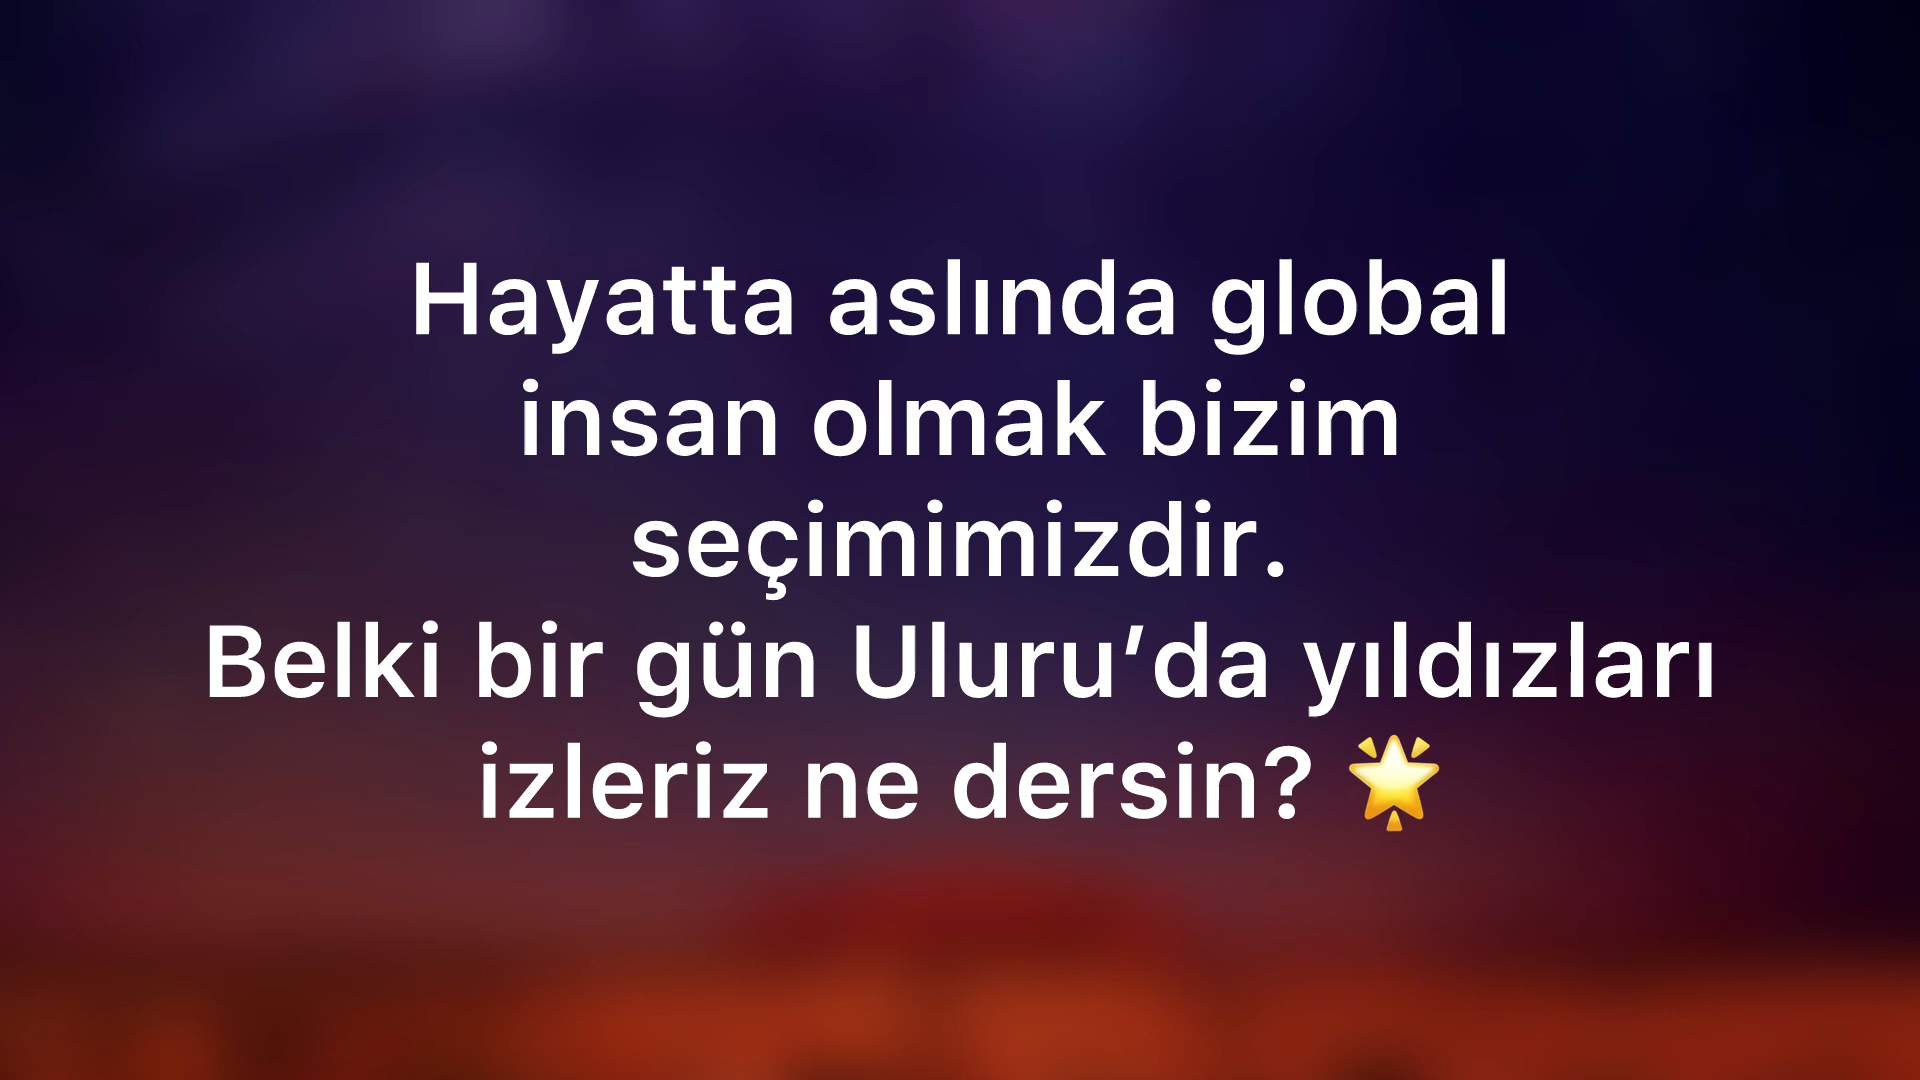 Hayatta aslında global
insan olmak bizim
seçimimizdir.
Belki bir gün Uluru’da yıldızları
izleriz ne dersin? 🌟